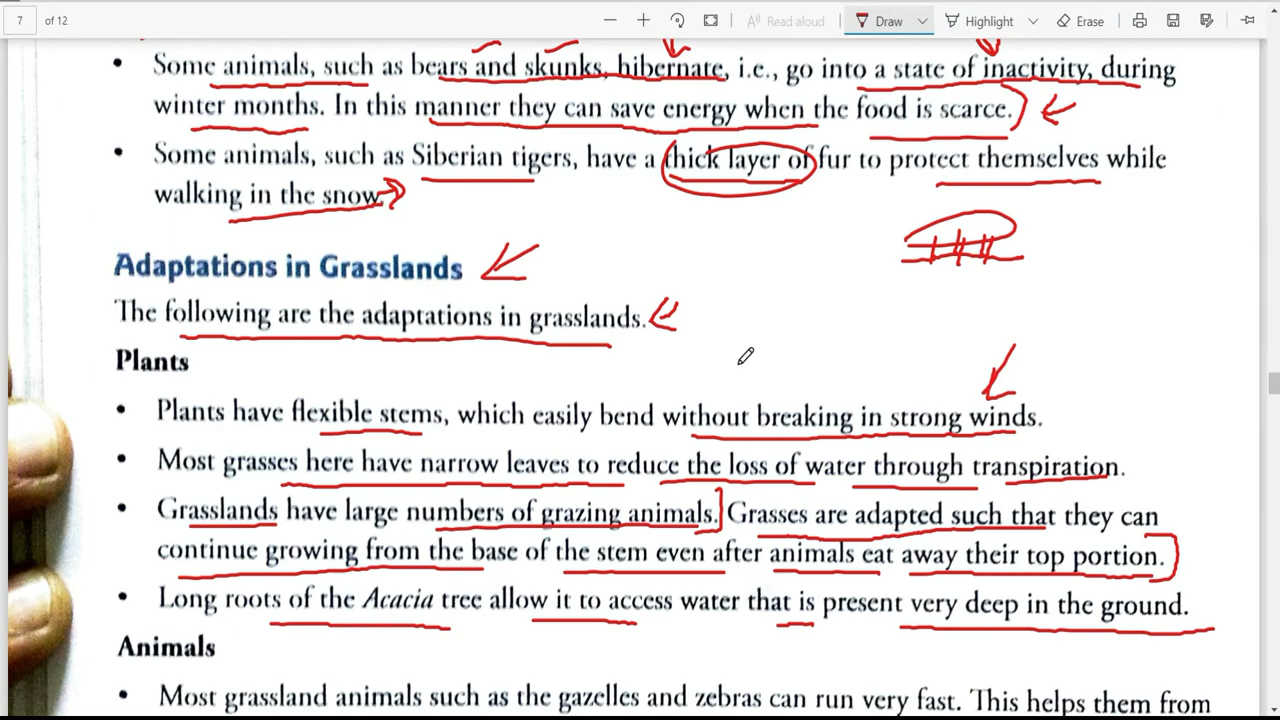 7 of 12
Read aloud
Draw
Highlight
Erase
• Some animals, such as bears and skunks, hibernate, i.e., go into a state of inactivity, during
winter months. In this manner they can save energy when the food is scarce.
• Some animals, such as Siberian tigers, have a thick layer of fur to protect themselves while
walking in the snow.
Adaptations in Grasslands
The following are the adaptations in grasslands.
Plants
• Plants have flexible stems, which easily bend without breaking in strong winds.
• Most grasses here have narrow leaves to reduce the loss of water through transpiration.
• Grasslands have large numbers of grazing animals. Grasses are adapted such that they can
continue growing from the base of the stem even after animals eat away their top portion.
• Long roots of the Acacia tree allow it to access water that is present very deep in the ground.
Animals
• Most grassland animals such as the gazelles and zebras can run very fast. This helps them from